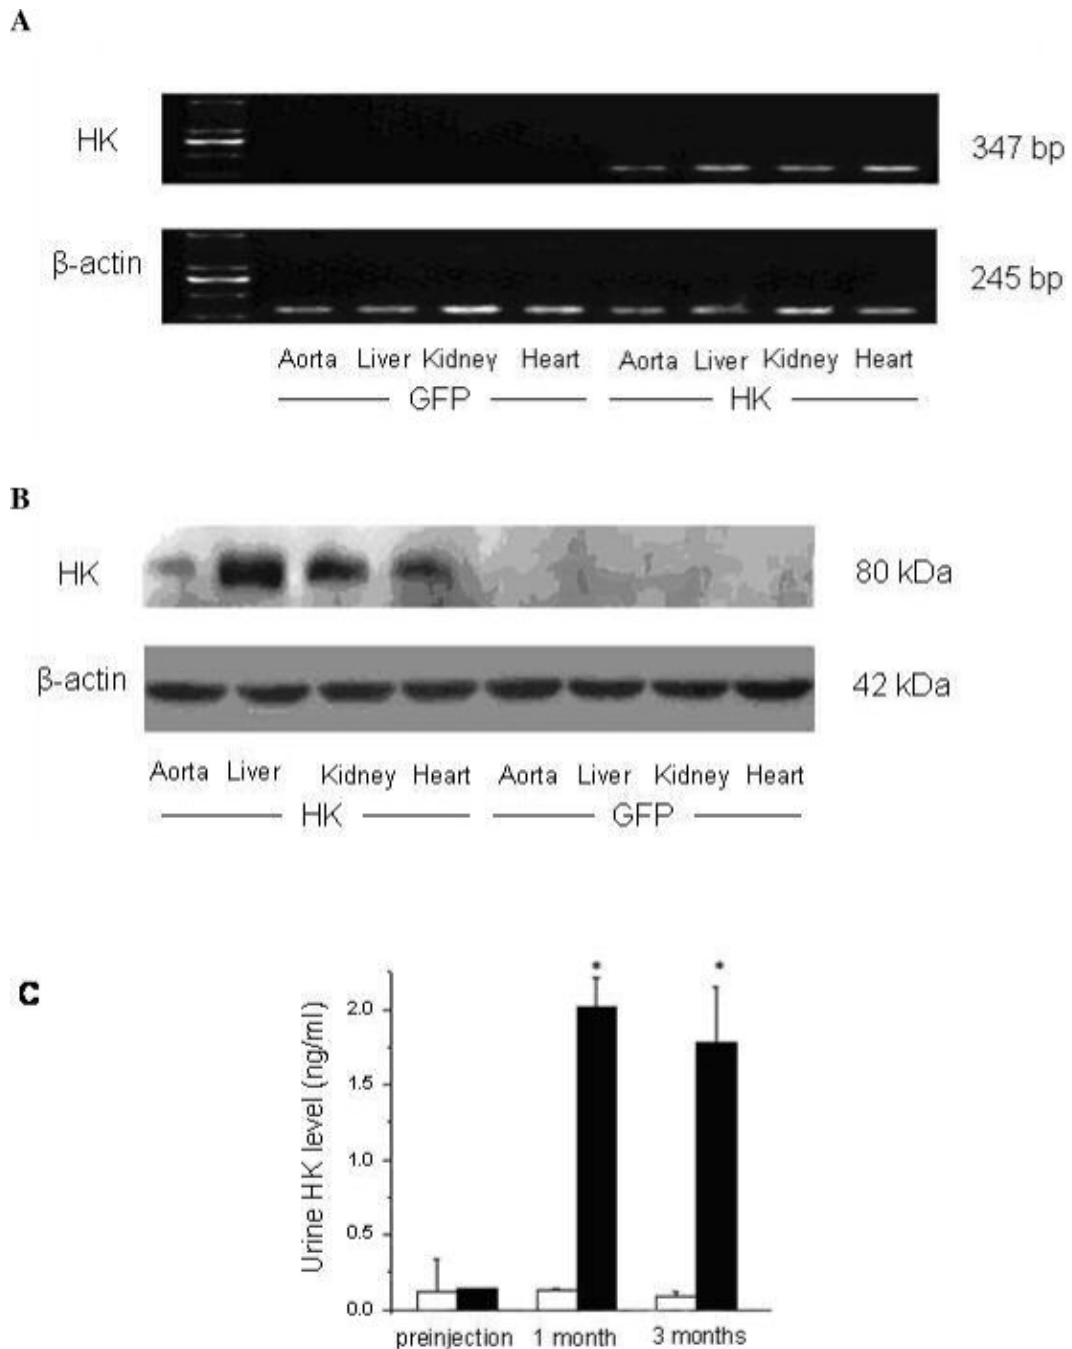 A
HK 347 bp
β-actin 245 bp
Aorta Liver Kidney Heart Aorta Liver Kidney Heart
GFP HK
B
HK 80 kDa
β-actin 42 kDa
Aorta Liver Kidney Heart Aorta Liver Kidney Heart
HK GFP
C
Urine HK level (ng/ml)
* *
2.0
1.5
1.0
0.5
0.0
preinjection 1 month 3 months